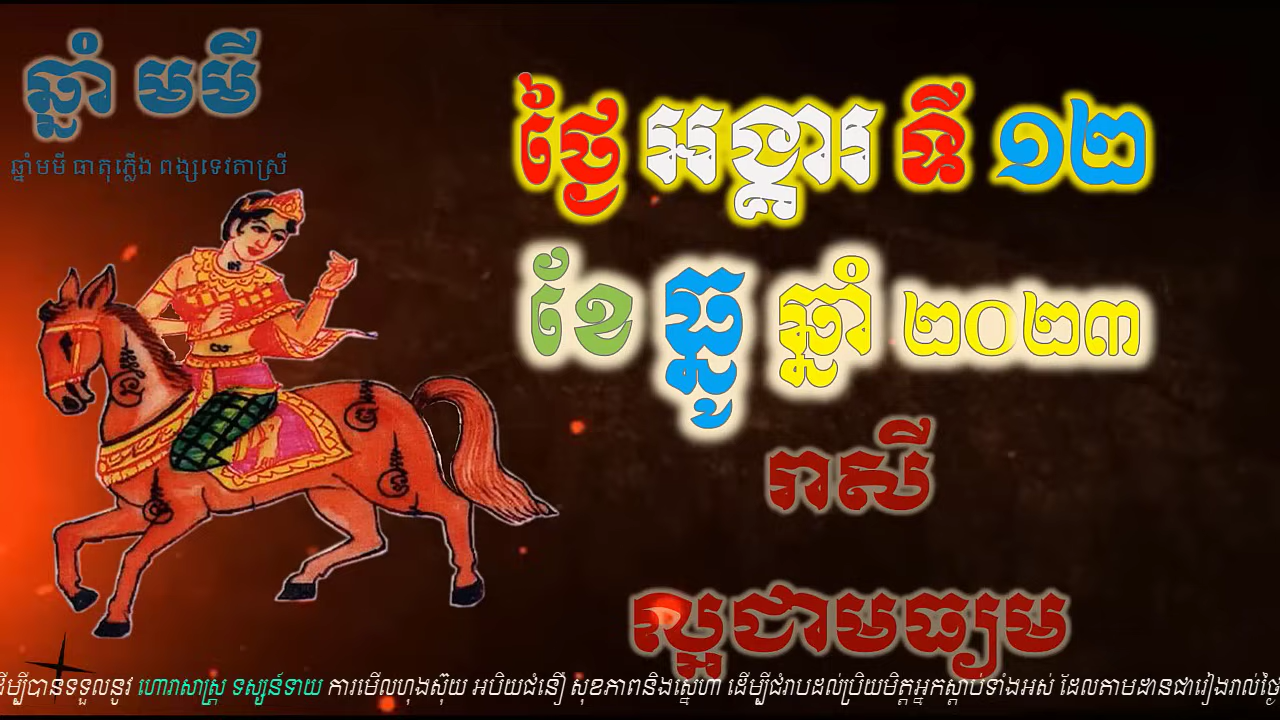 ឆ្នាំ មមី
ឆ្នាំមមី ធាតុភ្លើង ពង្សទេវតាស្រី
ថ្ងៃ អង្គារ ទី ១២
ខែ ធ្នូ ឆ្នាំ ២០២៣
រាសី
ល្អជាមធ្យម
ដើម្បីបានទទួលនូវ ហោរាសាស្ត្រ ទស្សន៍ទាយ ការមើលហុងស៊ុយ អបិយជំនឿ សុខភាពនិងស្នេហា ដើម្បីជំរាបដល់ប្រិយមិត្តអ្នកស្តាប់ទាំងអស់ ដែលតាមដានជារៀងរាល់ថ្ងៃ